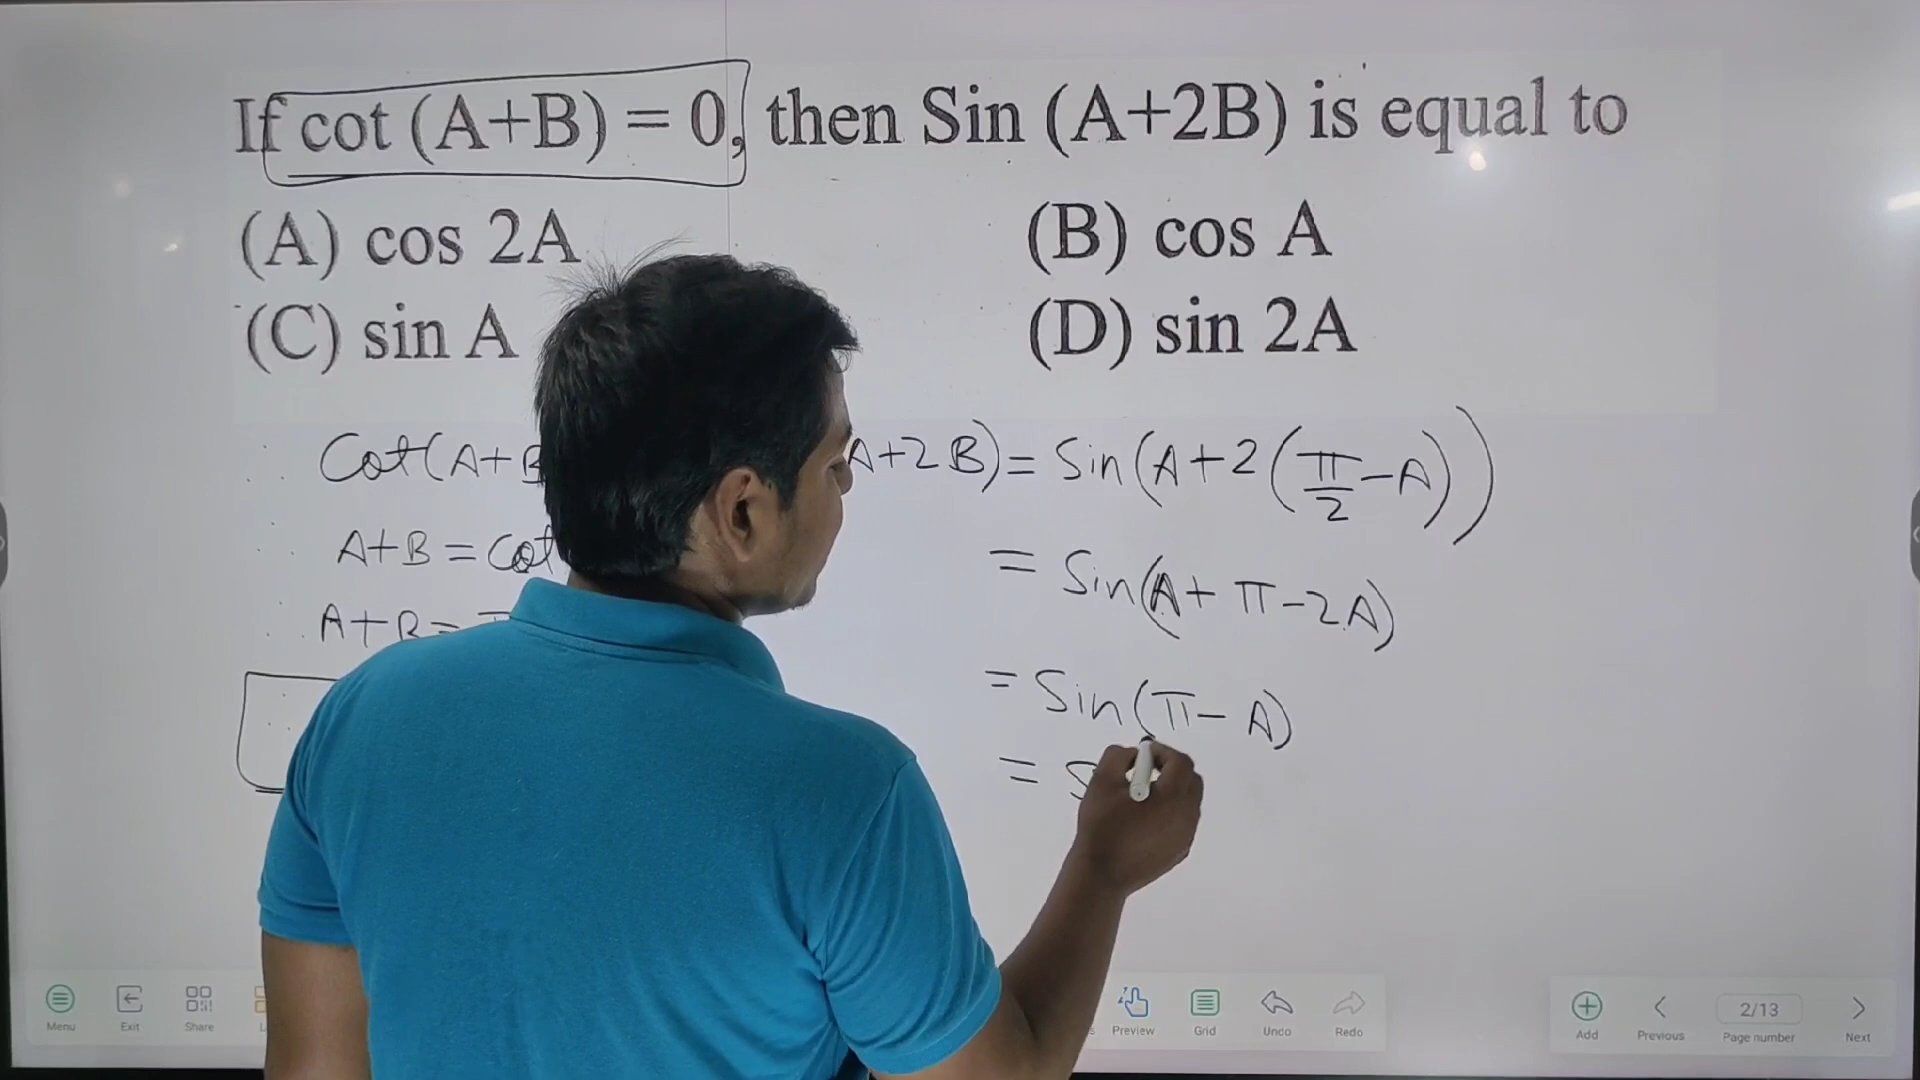 If cot (A+B) = 0, then Sin (A+2B) is equal to
(A) cos 2A
(B) cos A
(C) sin A
(D) sin 2A
∴ Cot(A+B
∴ A+B = Cot
∴ A+B =
A+2B) = Sin(A+2(π/2-A))
= Sin(A+π-2A)
= Sin(π-A)
= S
Menu
Exit
Share
Preview
Grid
Undo
Redo
Add
Previous
2/13
Page number
Next